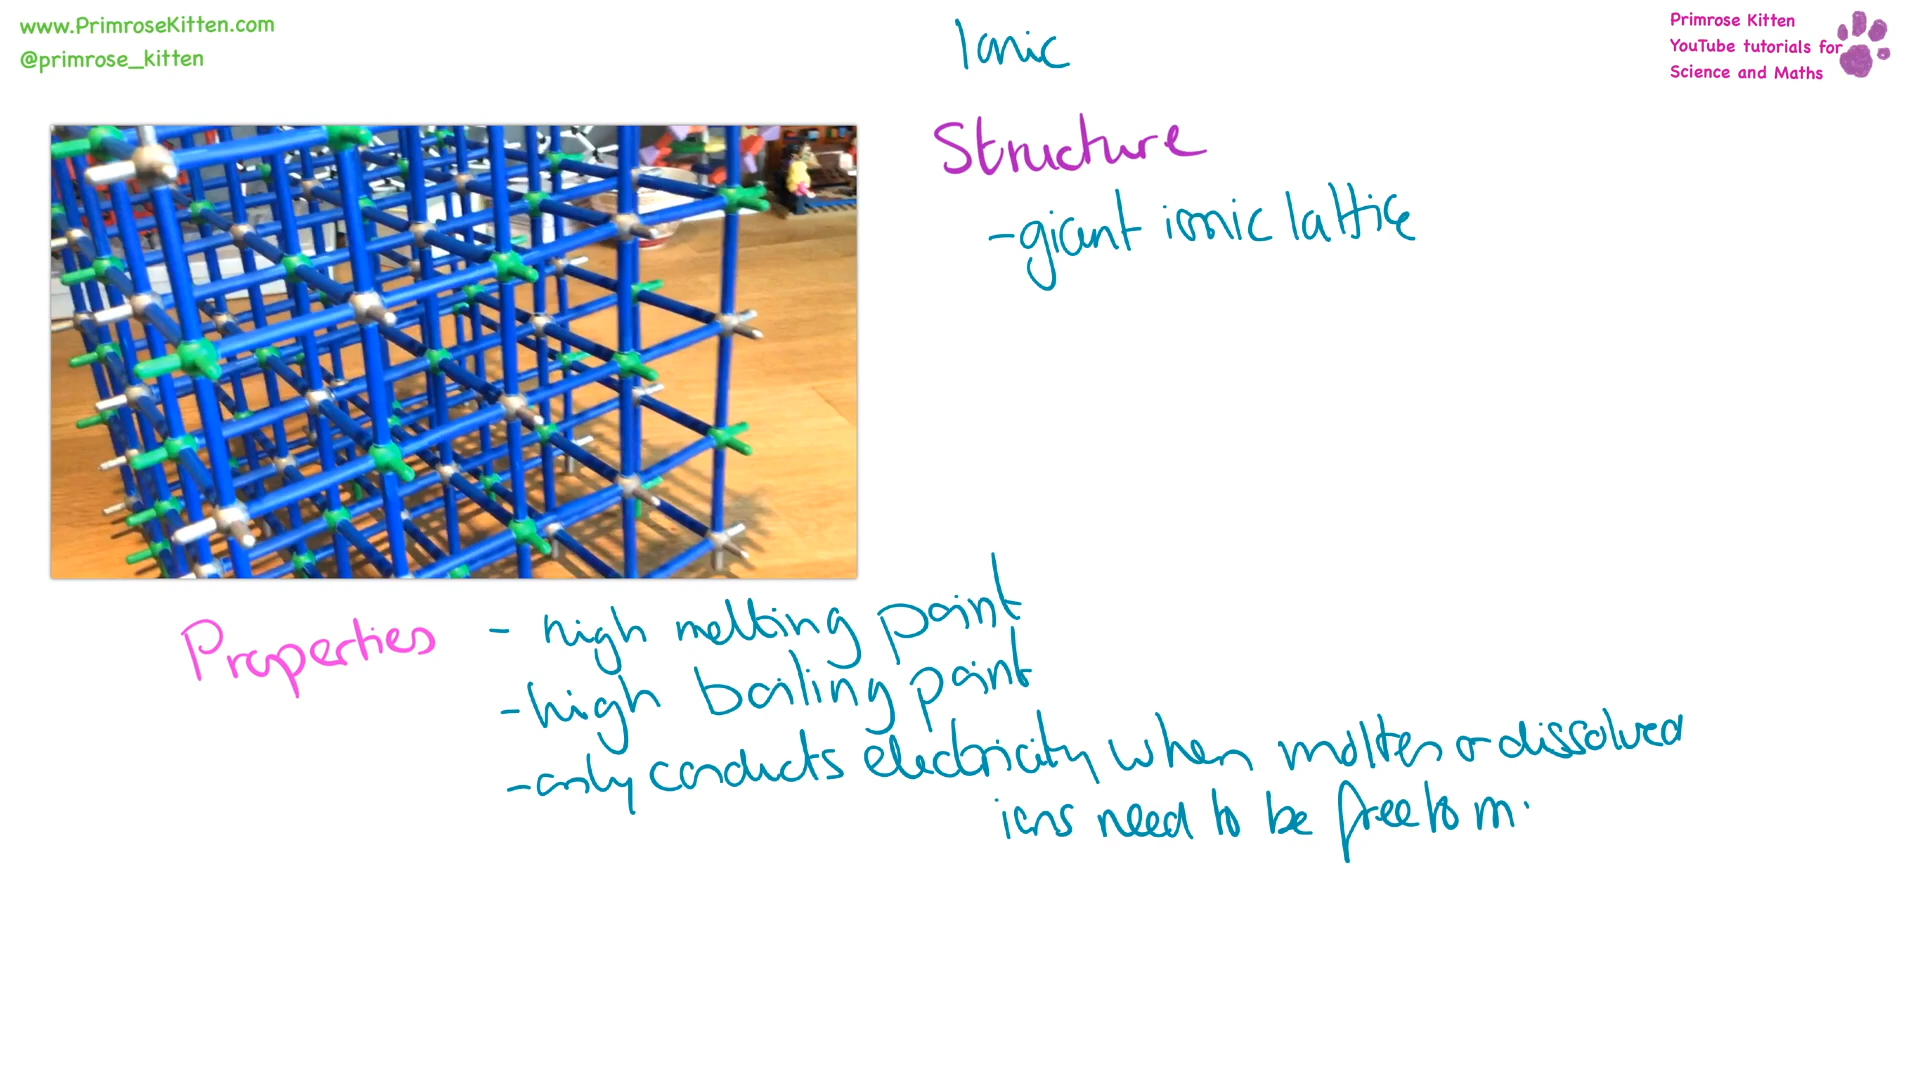 www.PrimroseKitten.com
@primrose_kitten
Primrose Kitten
YouTube tutorials for
Science and Maths
Ionic
Structure
- giant ionic lattice
Properties - high melting point
- high boiling point
- only conducts electricity when molten or dissolved
ions need to be free to m